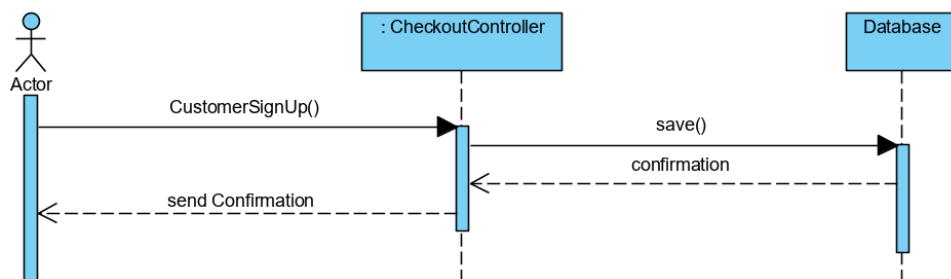 : CheckoutController
Database
Actor
CustomerSignUp()
save()
confirmation
send Confirmation